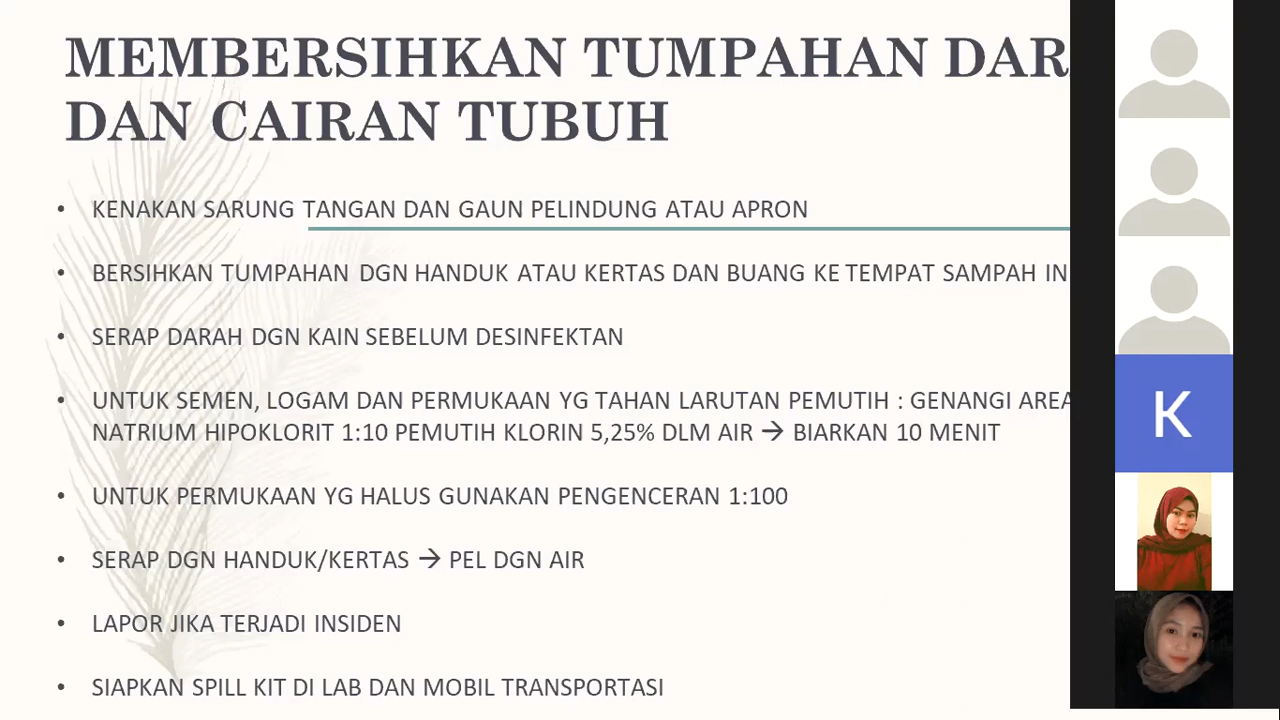 MEMBERSIHKAN TUMPAHAN DAR
DAN CAIRAN TUBUH
• KENAKAN SARUNG TANGAN DAN GAUN PELINDUNG ATAU APRON
• BERSIHKAN TUMPAHAN DGN HANDUK ATAU KERTAS DAN BUANG KE TEMPAT SAMPAH IN
• SERAP DARAH DGN KAIN SEBELUM DESINFEKTAN
• UNTUK SEMEN, LOGAM DAN PERMUKAAN YG TAHAN LARUTAN PEMUTIH : GENANGI AREA
NATRIUM HIPOKLORIT 1:10 PEMUTIH KLORIN 5,25% DLM AIR → BIARKAN 10 MENIT
• UNTUK PERMUKAAN YG HALUS GUNAKAN PENGENCERAN 1:100
• SERAP DGN HANDUK/KERTAS → PEL DGN AIR
• LAPOR JIKA TERJADI INSIDEN
• SIAPKAN SPILL KIT DI LAB DAN MOBIL TRANSPORTASI
K